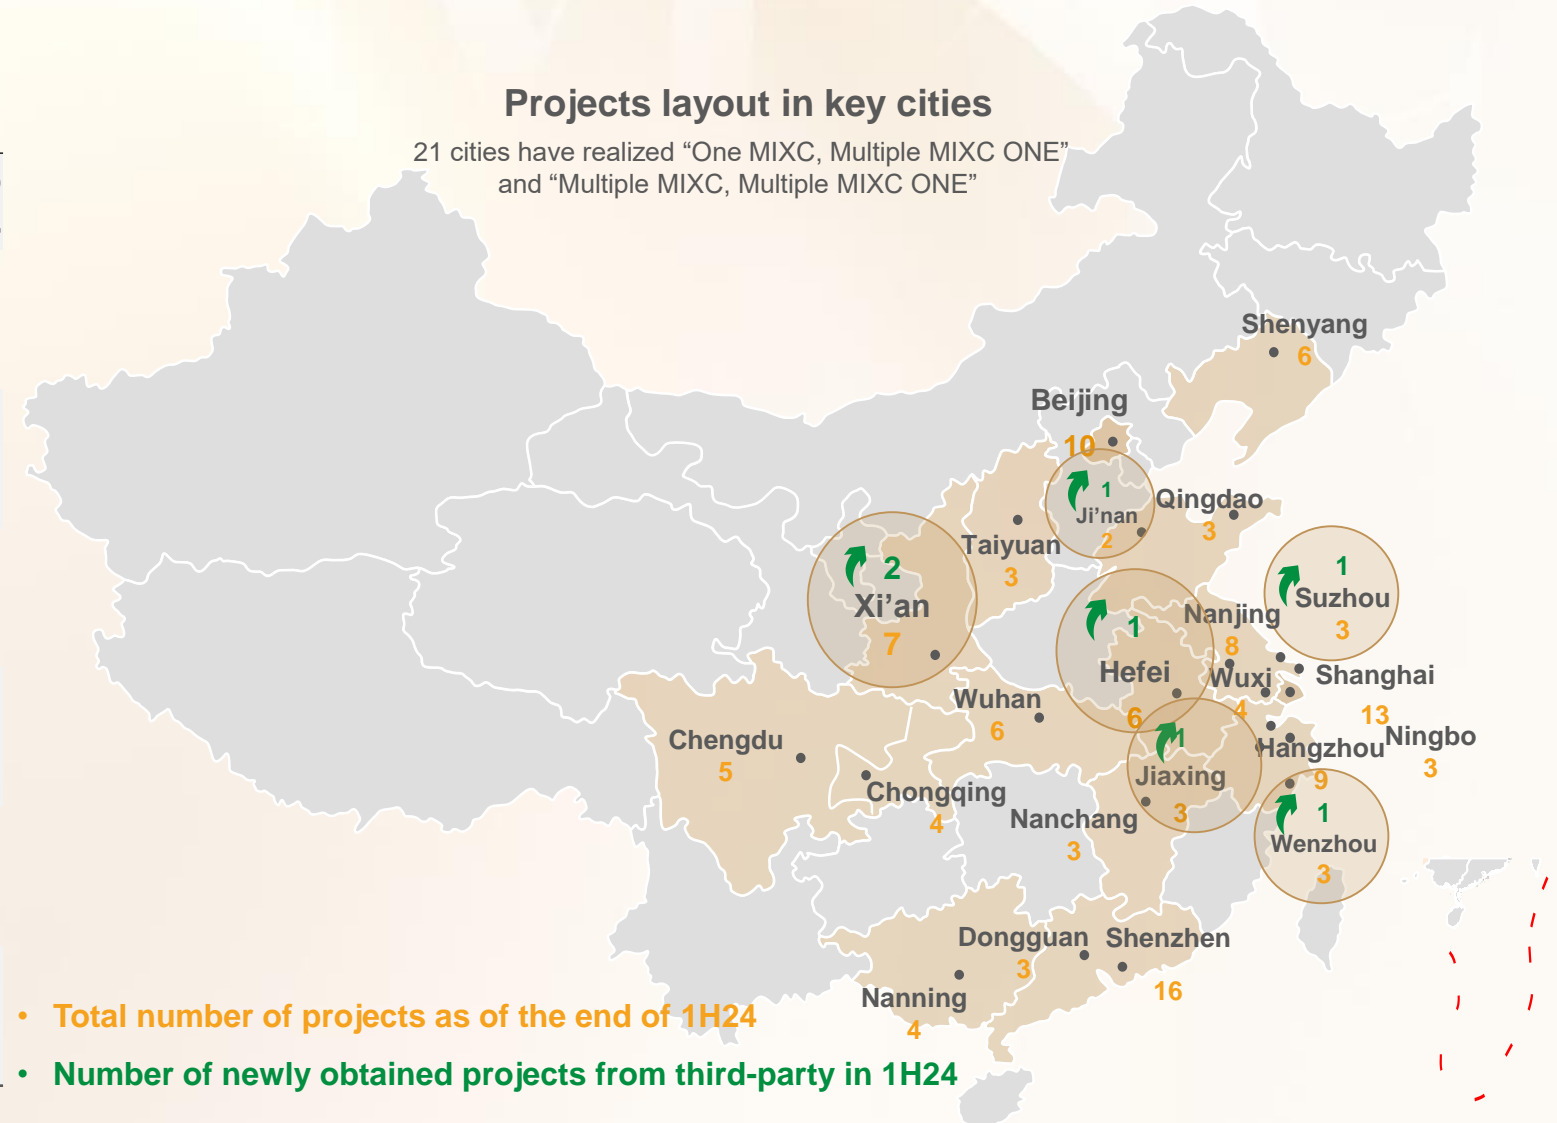 Projects layout in key cities
21 cities have realized “One MIXC, Multiple MIXC ONE”
and “Multiple MIXC, Multiple MIXC ONE”
Shenyang
6
Beijing
10
1
Ji’nan
2
Qingdao
3
Taiyuan
3
2
Xi’an
7
1
Suzhou
3
1
Hefei
6
Nanjing
8
Wuxi
4
Shanghai
13
Wuhan
6
Chengdu
5
Chongqing
4
1
Jiaxing
3
Hangzhou
9
Ningbo
3
Nanchang
3
1
Wenzhou
3
Dongguan
3
Shenzhen
16
Nanning
4
• Total number of projects as of the end of 1H24
• Number of newly obtained projects from third-party in 1H24